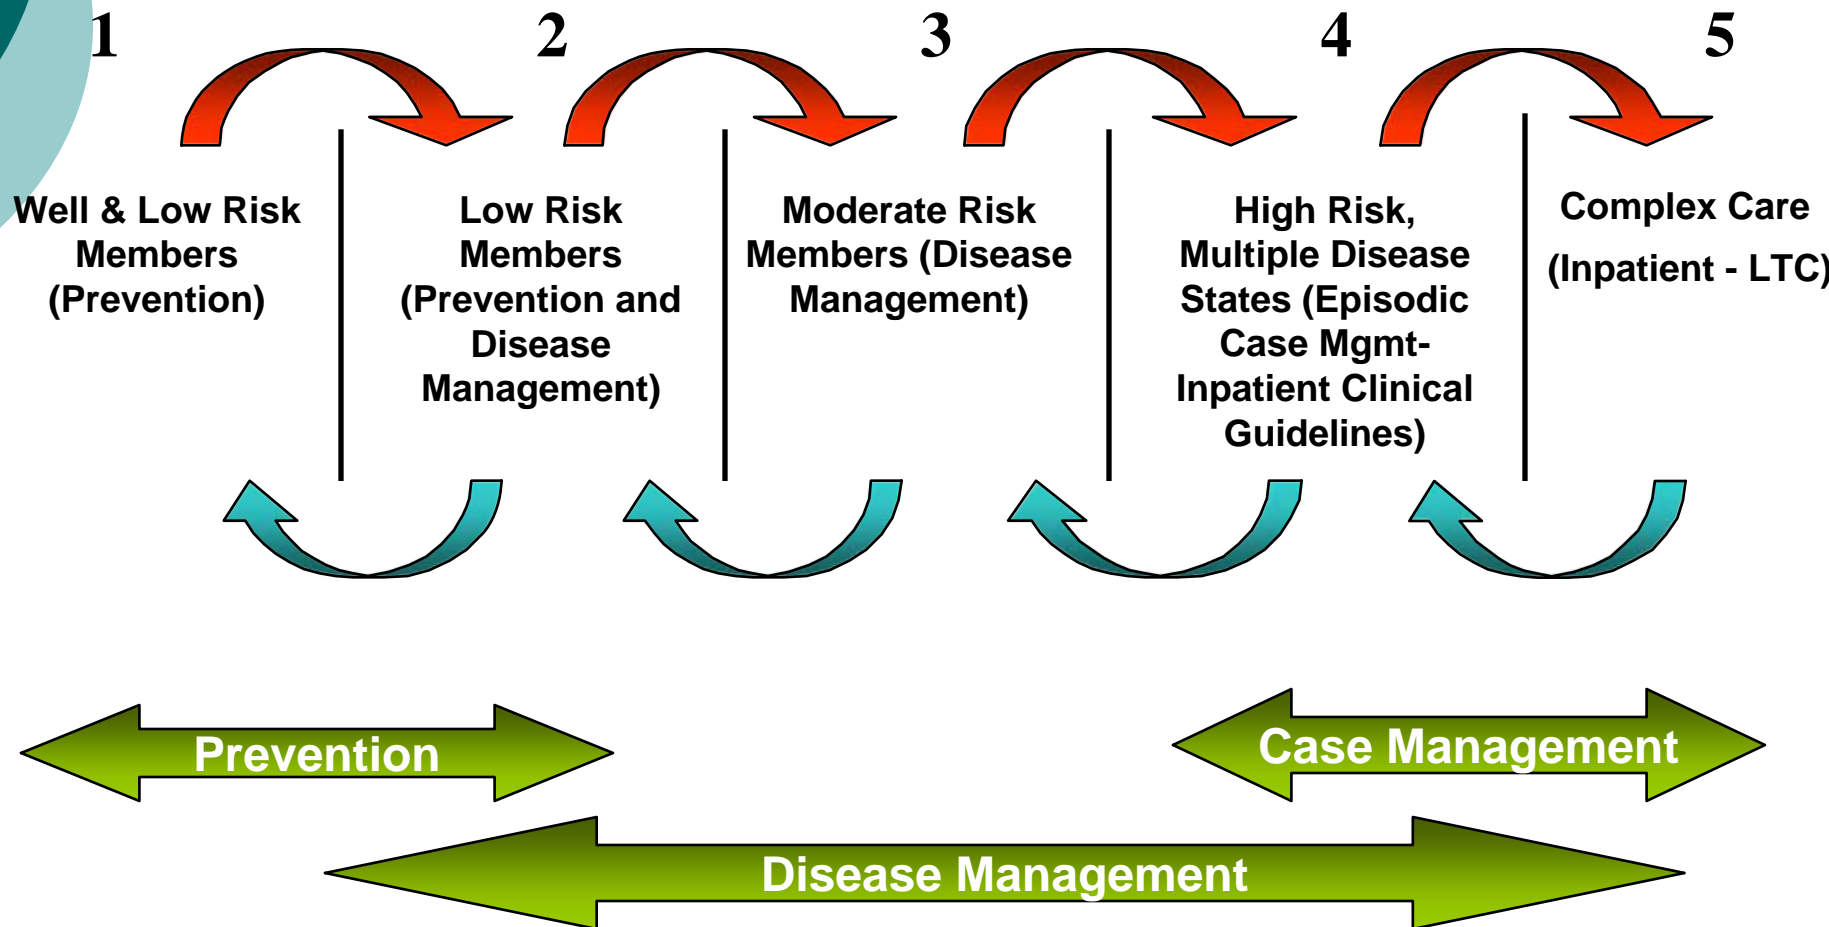 1 2 3 4 5
Well & Low Risk
Members
(Prevention)
Low Risk
Members
(Prevention and
Disease
Management)
Moderate Risk
Members (Disease
Management)
High Risk,
Multiple Disease
States (Episodic
Case Mgmt-
Inpatient Clinical
Guidelines)
Complex Care
(Inpatient - LTC)
Prevention
Case Management
Disease Management